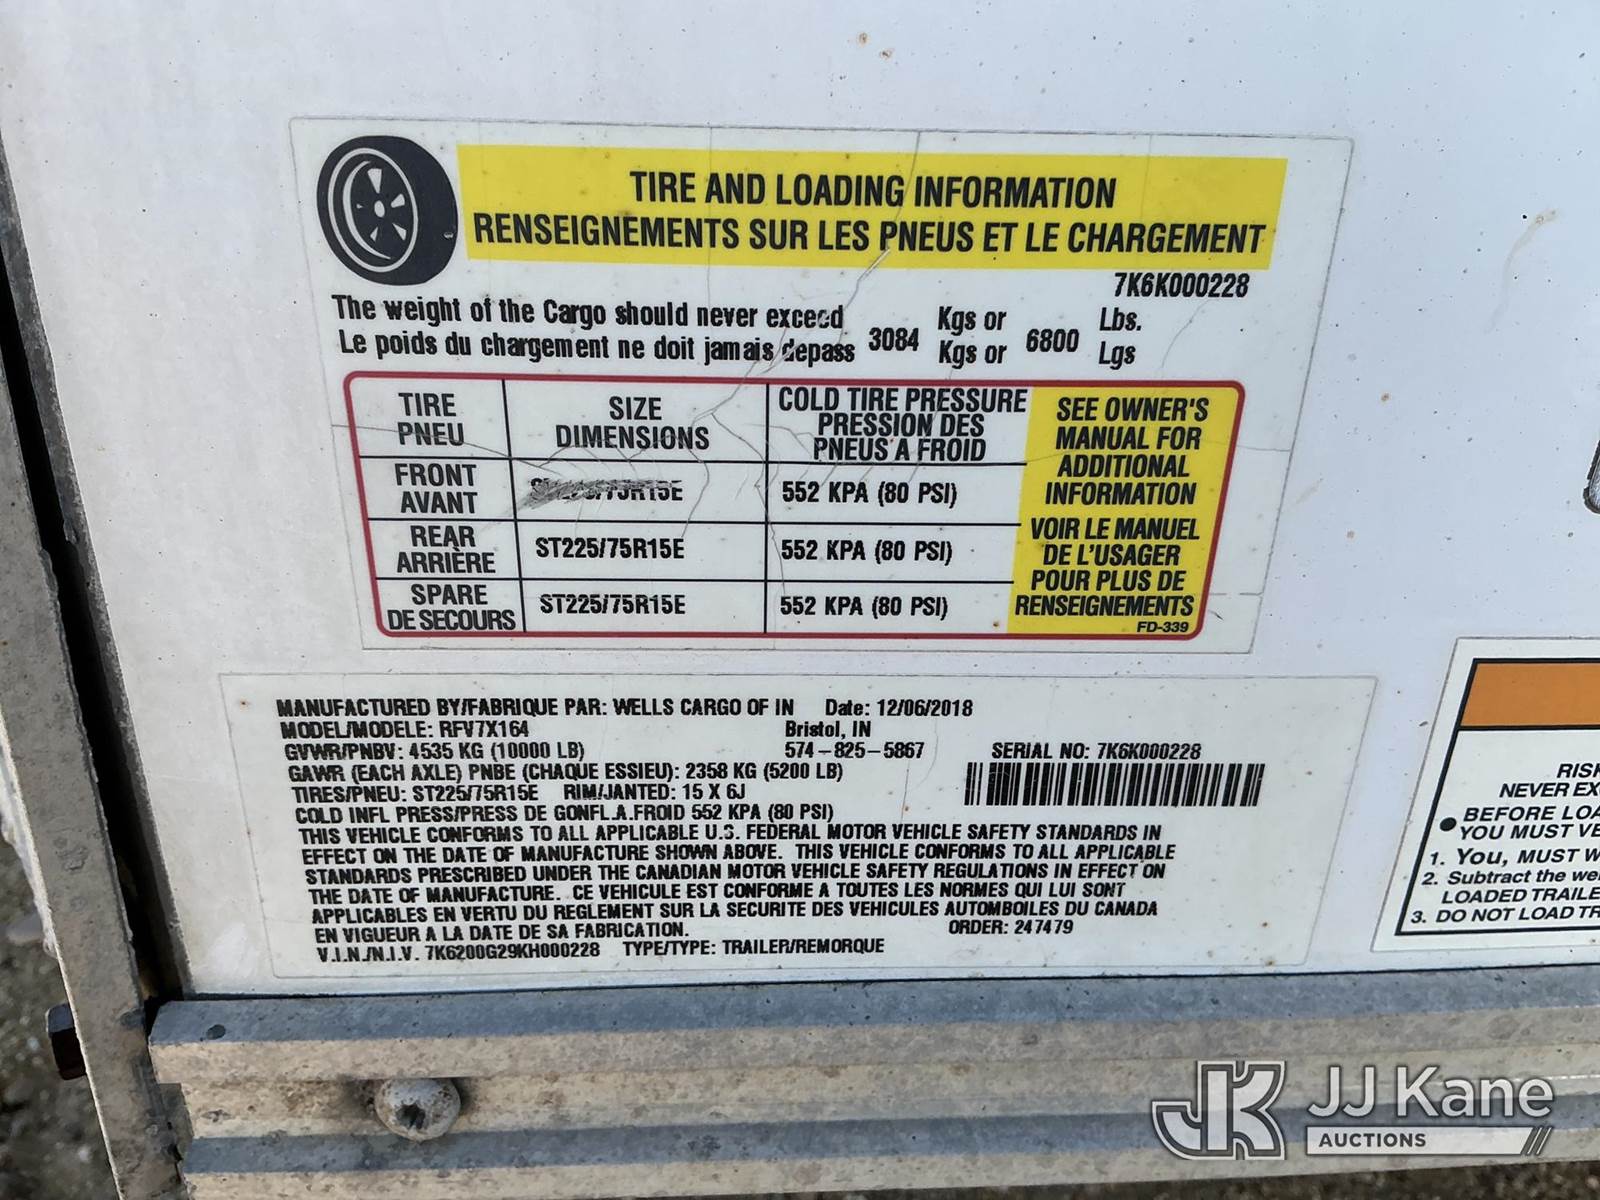 TIRE AND LOADING INFORMATION
RENSEIGNEMENTS SUR LES PNEUS ET LE CHARGEMENT
7K6K000228
The weight of the Cargo should never exceed
Le poids du chargement ne doit jamais depass
3084
Kgs or
Kgs or
6800
Lbs.
Lgs
TIRE
PNEU
SIZE
DIMENSIONS
COLD TIRE PRESSURE
PRESSION DES
PNEUS A FROID
FRONT
AVANT
ST225/75R15E
552 KPA (80 PSI)
REAR
ARRIÈRE
ST225/75R15E
552 KPA (80 PSI)
SPARE
DE SECOURS
ST225/75R15E
552 KPA (80 PSI)
SEE OWNER'S
MANUAL FOR
ADDITIONAL
INFORMATION
VOIR LE MANUEL
DE L'USAGER
POUR PLUS DE
RENSEIGNEMENTS
FD-339
MANUFACTURED BY/FABRIQUE PAR: WELLS CARGO OF IN Date: 12/06/2018
MODEL/MODELE: RFV7X164 Bristol, IN
GVWR/PNBV: 4535 KG (10000 LB) 574-825-5867 SERIAL NO: 7K6K000228
GAWR (EACH AXLE) PNBE (CHAQUE ESSIEU): 2358 KG (5200 LB)
TIRES/PNEU: ST225/75R15E RIM/JANTED: 15 X 6J
COLD INFL PRESS/PRESS DE GONFL.A.FROID 552 KPA (80 PSI)
THIS VEHICLE CONFORMS TO ALL APPLICABLE U.S. FEDERAL MOTOR VEHICLE SAFETY STANDARDS IN
EFFECT ON THE DATE OF MANUFACTURE SHOWN ABOVE. THIS VEHICLE CONFORMS TO ALL APPLICABLE
STANDARDS PRESCRIBED UNDER THE CANADIAN MOTOR VEHICLE SAFETY REGULATIONS IN EFFECT ON
THE DATE OF MANUFACTURE. CE VEHICULE EST CONFORME A TOUTES LES NORMES QUI LUI SONT
APPLICABLES EN VERTU DU REGLEMENT SUR LA SECURITE DES VEHICULES AUTOMBOILES DU CANADA
EN VIGUEUR A LA DATE DE SA FABRICATION. ORDER: 247479
V.I.N./N.I.V. 7K6200G29KH000228 TYPE/TYPE: TRAILER/REMORQUE
RISK
NEVER EXC
• BEFORE LOA
YOU MUST VE
1. You, MUST W
2. Subtract the wei
LOADED TRAILE
3. DO NOT LOAD TR
JK JJ Kane
AUCTIONS